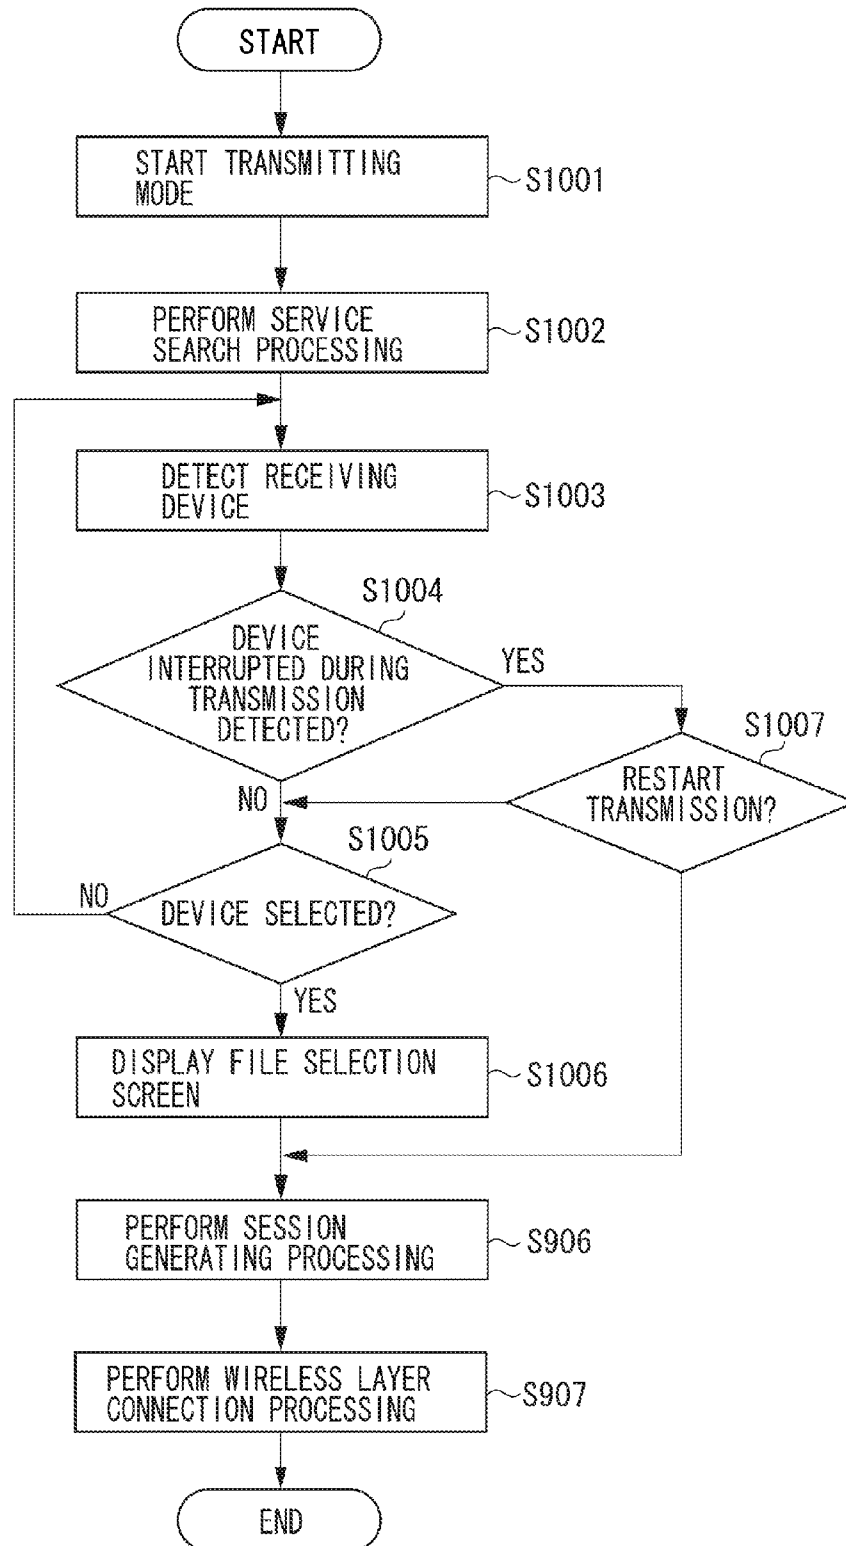 START
START TRANSMITTING
MODE
S1001
PERFORM SERVICE
SEARCH PROCESSING
S1002
DETECT RECEIVING
DEVICE
S1003
S1004
DEVICE
INTERRUPTED DURING
TRANSMISSION
DETECTED?
YES
S1007
RESTART
TRANSMISSION?
NO
S1005
NO
DEVICE SELECTED?
YES
DISPLAY FILE SELECTION
SCREEN
S1006
PERFORM SESSION
GENERATING PROCESSING
S906
PERFORM WIRELESS LAYER
CONNECTION PROCESSING
S907
END